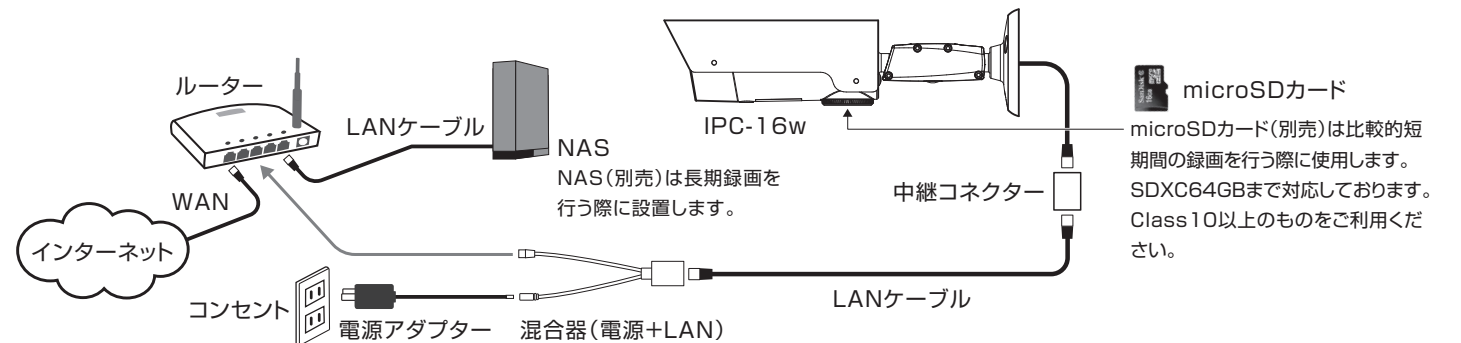 ルーター
LANケーブル
NAS
NAS（別売）は長期録画を
行う際に設置します。
WAN
インターネット
コンセント
電源アダプター
混合器（電源+LAN）
LANケーブル
中継コネクター
IPC-16w
SanDisk
16GB
microSDカード
microSDカード（別売）は比較的短
期間の録画を行う際に使用します。
SDXC64GBまで対応しております。
Class10以上のものをご利用くだ
さい。